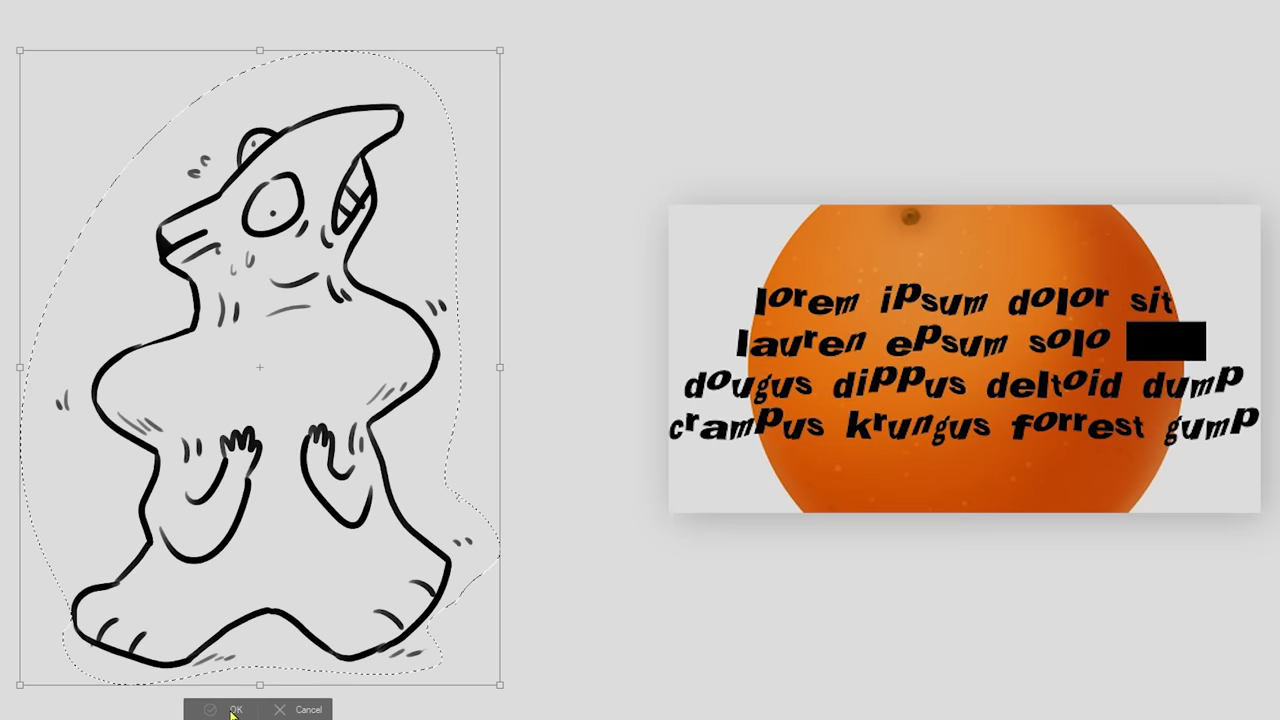 lorem ipsum dolor sit
lauren epsum solo
dougus dippus deltoid dump
crampus krungus forrest gump
OK Cancel